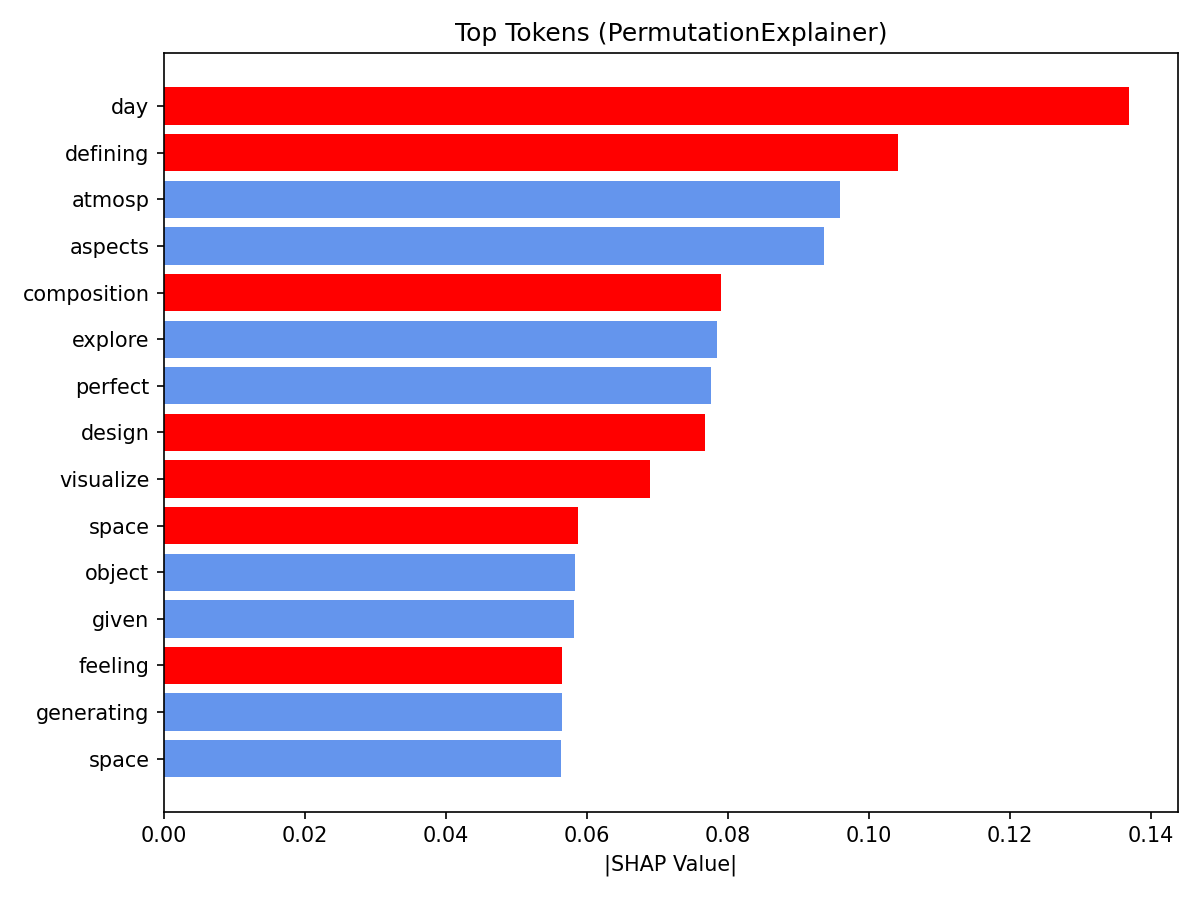 Top Tokens (PermutationExplainer)
day
defining
atmosp
aspects
composition
explore
perfect
design
visualize
space
object
given
feeling
generating
space
0.00 0.02 0.04 0.06 0.08 0.10 0.12 0.14
|SHAP Value|